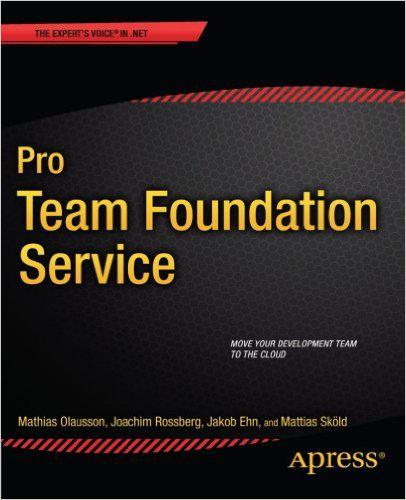 THE EXPERT'S VOICE® IN .NET
Pro
Team Foundation
Service
MOVE YOUR DEVELOPMENT TEAM
TO THE CLOUD
Mathias Olausson, Joachim Rossberg, Jakob Ehn, and Mattias Sköld
Apress®